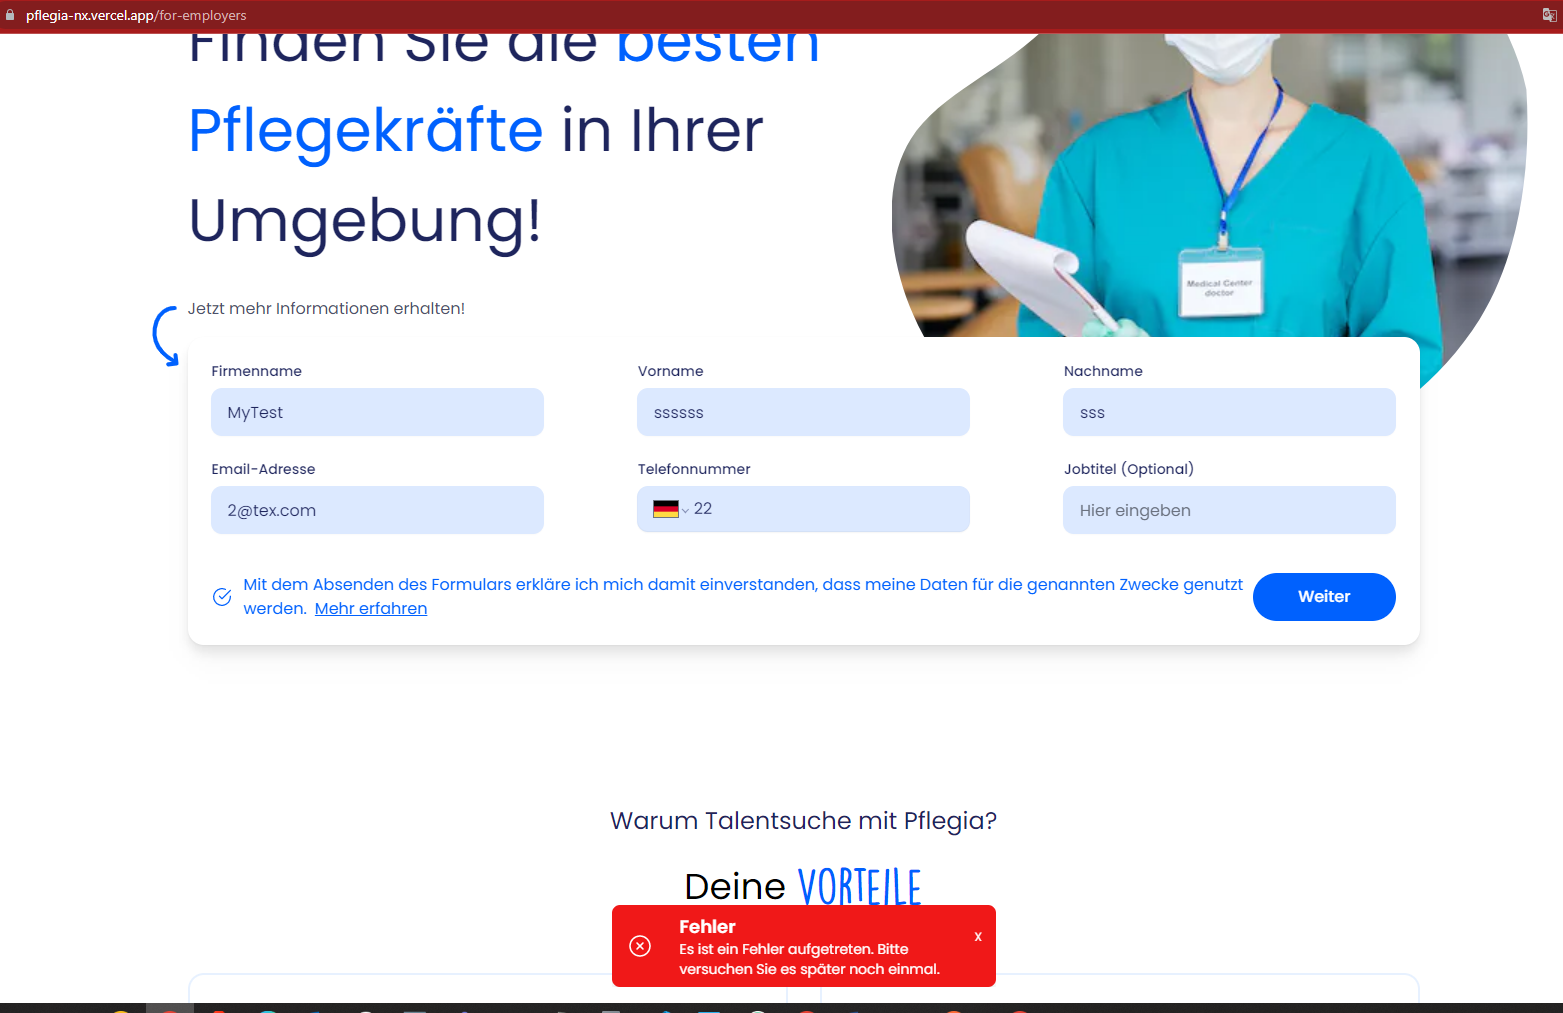 pflegia-nx.vercel.app/for-employers
Finden Sie die besten
Pflegekräfte in Ihrer
Umgebung!
Medical Center
doctor
Jetzt mehr Informationen erhalten!
Firmenname
Vorname
Nachname
MyTest
ssssss
sss
Email-Adresse
Telefonnummer
Jobtitel (Optional)
2@tex.com
22
Hier eingeben
Mit dem Absenden des Formulars erkläre ich mich damit einverstanden, dass meine Daten für die genannten Zwecke genutzt
werden. Mehr erfahren
Weiter
Warum Talentsuche mit Pflegia?
Deine VORTEILE
Fehler
x
Es ist ein Fehler aufgetreten. Bitte
versuchen Sie es später noch einmal.